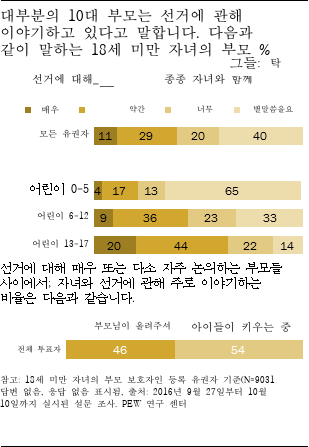 대부분의 10대 부모는 선거에 관해
이야기하고 있다고 말합니다. 다음과
같이 말하는 18세 미만 자녀의 부모 %
그들: 탁
선거에 대해___ 종종 자녀와 함께
매우 약간 너무 별말씀을요
모든 유권자 11 29 20 40
어린이 0-5 4 17 13 65
어린이 6-12 9 36 23 33
어린이 13-17 20 44 22 14
선거에 대해 매우 또는 다소 자주 논의하는 부모들
사이에서; 자녀와 선거에 관해 주로 이야기하는
비율은 다음과 같습니다.
부모님이 올려주셔 아이들이 키우는 중
전체 투표자 46 54
참고: 18세 미만 자녀의 부모 보호자인 등록 유권자 기준(N=9031
답변 없음, 응답 없음 표시됨, 출처: 2016년 9월 27일부터 10월
10일까지 실시된 설문 조사. PEW 연구 센터